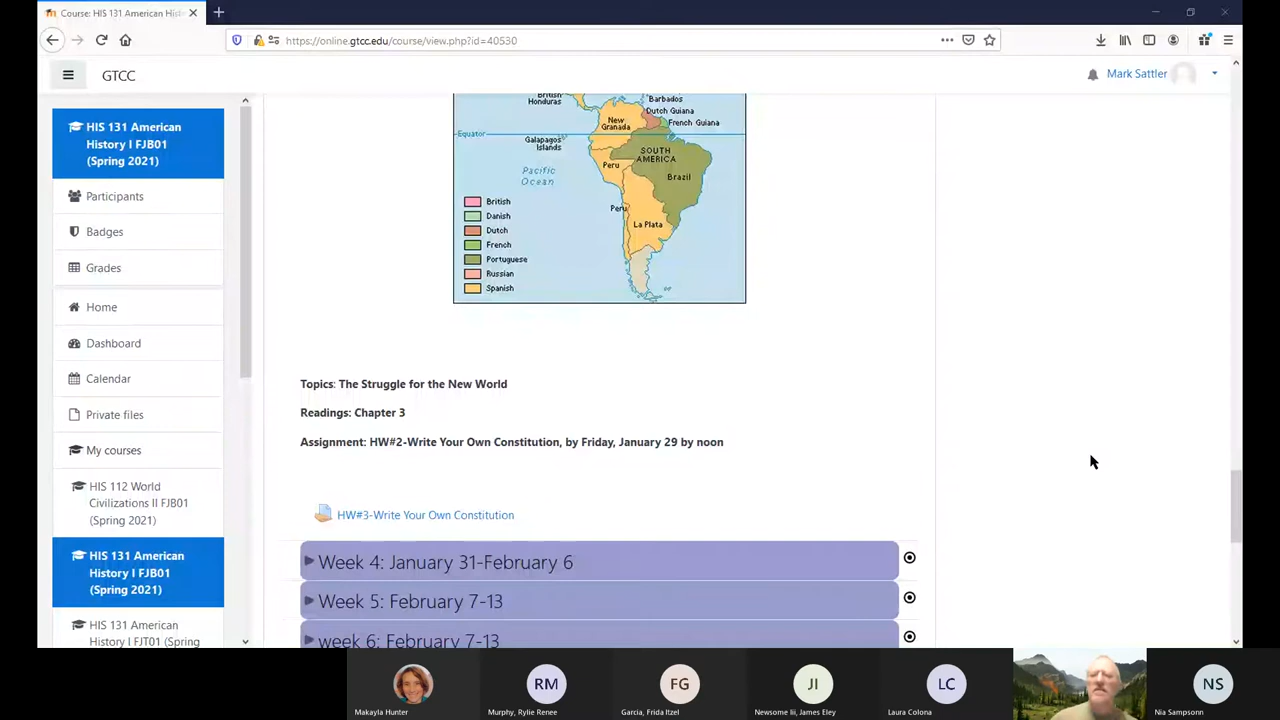 Course: HIS 131 American Hist
https://online.gtcc.edu/course/view.php?id=40530
GTCC
Mark Sattler
HIS 131 American
History I FJB01
(Spring 2021)
Participants
Badges
Grades
Home
Dashboard
Calendar
Private files
My courses
HIS 112 World
Civilizations II FJB01
(Spring 2021)
HIS 131 American
History I FJB01
(Spring 2021)
HIS 131 American
History I FJT01 (Spring
British
Honduras
Barbados
Dutch Guiana
French Guiana
New
Granada
Equator
Galapagos
Islands
SOUTH
AMERICA
Peru
Brazil
Pacific
Ocean
Peru
La Plata
British
Danish
Dutch
French
Portuguese
Russian
Spanish
OF
Topics: The Struggle for the New World
Readings: Chapter 3
Assignment: HW#2-Write Your Own Constitution, by Friday, January 29 by noon
HW#3-Write Your Own Constitution
Week 4: January 31-February 6
Week 5: February 7-13
week 6: February 7-13
Makayla Hunter
RM
Murphy, Rylie Renee
FG
Garcia, Frida Itzel
JI
Newsome Iii, James Eley
LC
Laura Colona
NS
Nia Sampsonn